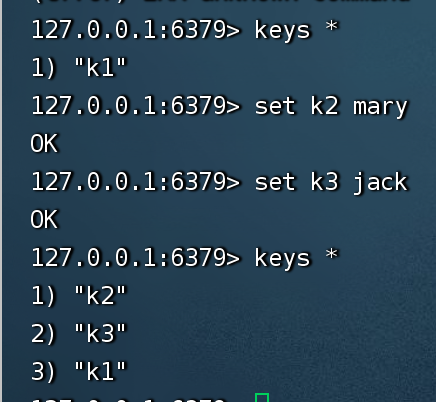 127.0.0.1:6379> keys *
1) "k1"
127.0.0.1:6379> set k2 mary
OK
127.0.0.1:6379> set k3 jack
OK
127.0.0.1:6379> keys *
1) "k2"
2) "k3"
3) "k1"